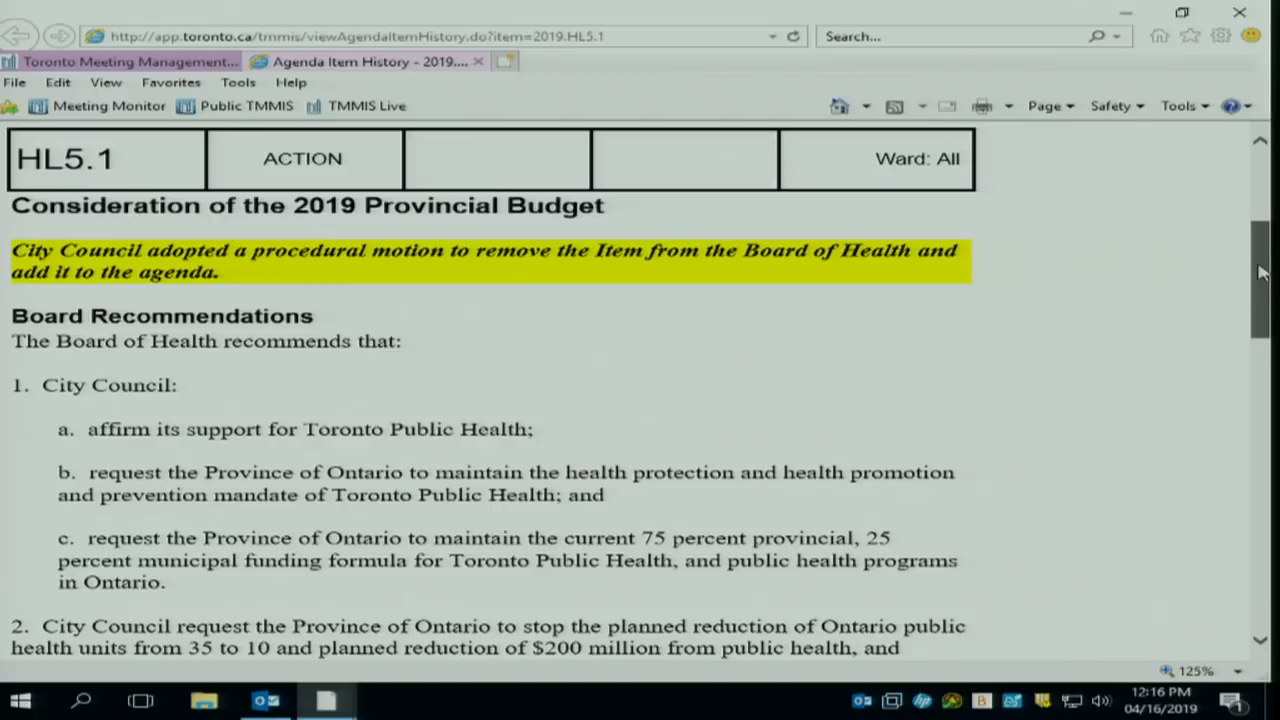 http://app.toronto.ca/tmmis/viewAgendaItemHistory.do?item=2019.HL5.1
Search...
Toronto Meeting Management...
Agenda Item History - 2019....
File Edit View Favorites Tools Help
Meeting Monitor Public TMMIS TMMIS Live Page Safety Tools
HL5.1 ACTION Ward: All
Consideration of the 2019 Provincial Budget
City Council adopted a procedural motion to remove the Item from the Board of Health and
add it to the agenda.
Board Recommendations
The Board of Health recommends that:
1. City Council:
a. affirm its support for Toronto Public Health;
b. request the Province of Ontario to maintain the health protection and health promotion
and prevention mandate of Toronto Public Health; and
c. request the Province of Ontario to maintain the current 75 percent provincial, 25
percent municipal funding formula for Toronto Public Health, and public health programs
in Ontario.
2. City Council request the Province of Ontario to stop the planned reduction of Ontario public
health units from 35 to 10 and planned reduction of $200 million from public health, and
125%
12:16 PM
04/16/2019